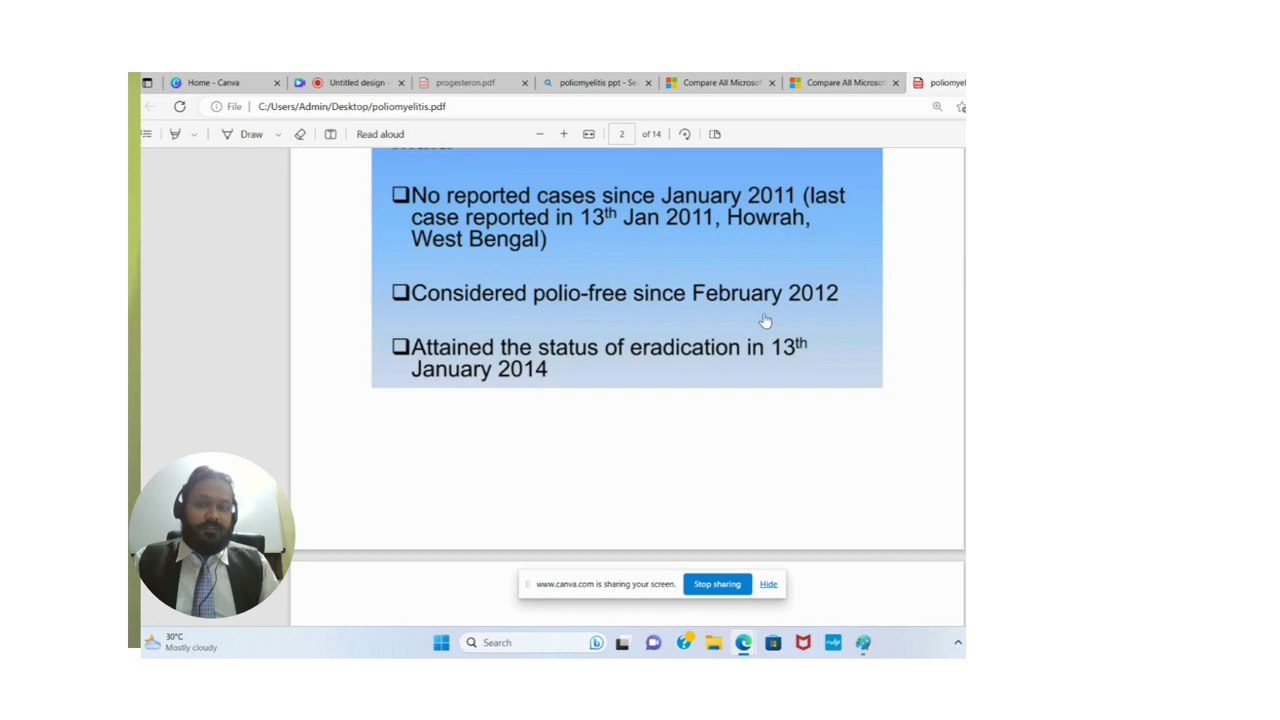 Home - Canva
Untitled design -
progesteron.pdf
poliomyelitis ppt - Se
Compare All Microsof
Compare All Microsof
poliomyel
File C:/Users/Admin/Desktop/poliomyelitis.pdf
Draw Read aloud 2 of 14
❑No reported cases since January 2011 (last
case reported in 13th Jan 2011, Howrah,
West Bengal)
❑Considered polio-free since February 2012
❑Attained the status of eradication in 13th
January 2014
www.canva.com is sharing your screen. Stop sharing Hide
30°C
Mostly cloudy
Search